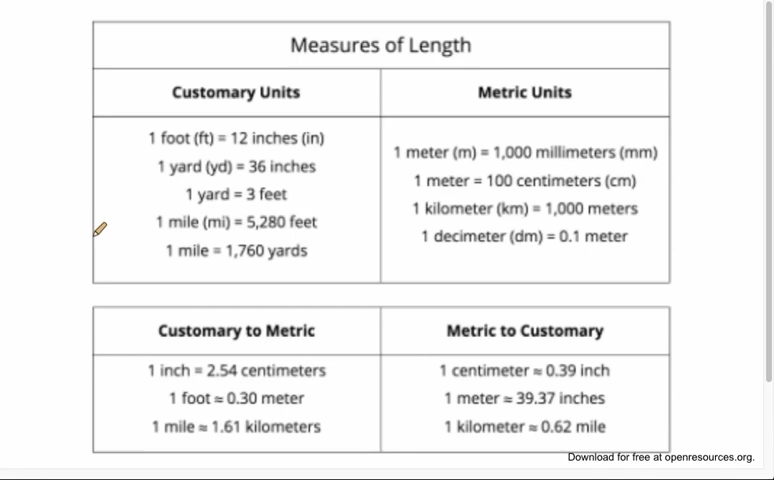 Measures of Length
Customary Units
Metric Units
1 foot (ft) = 12 inches (in)
1 yard (yd) = 36 inches
1 yard = 3 feet
1 mile (mi) = 5,280 feet
1 mile = 1,760 yards
1 meter (m) = 1,000 millimeters (mm)
1 meter = 100 centimeters (cm)
1 kilometer (km) = 1,000 meters
1 decimeter (dm) = 0.1 meter
Customary to Metric
Metric to Customary
1 inch = 2.54 centimeters
1 foot ≈ 0.30 meter
1 mile ≈ 1.61 kilometers
1 centimeter ≈ 0.39 inch
1 meter ≈ 39.37 inches
1 kilometer ≈ 0.62 mile
Download for free at openresources.org.